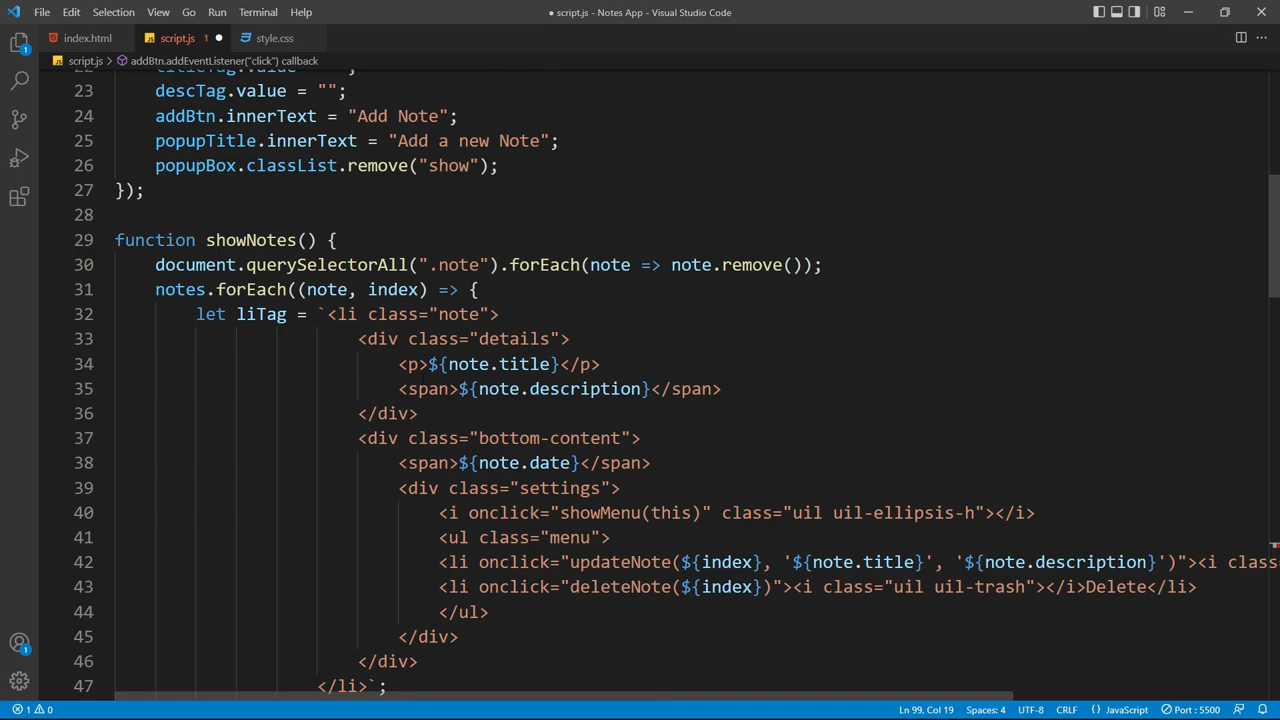 File Edit Selection View Go Run Terminal Help ● script.js - Notes App - Visual Studio Code
index.html script.js 1 ● style.css
script.js > addBtn.addEventListener("click") callback
22 titleTag.value = "";
23 descTag.value = "";
24 addBtn.innerText = "Add Note";
25 popupTitle.innerText = "Add a new Note";
26 popupBox.classList.remove("show");
27 });
28
29 function showNotes() {
30 document.querySelectorAll(".note").forEach(note => note.remove());
31 notes.forEach((note, index) => {
32 let liTag = `<li class="note">
33 <div class="details">
34 <p>${note.title}</p>
35 <span>${note.description}</span>
36 </div>
37 <div class="bottom-content">
38 <span>${note.date}</span>
39 <div class="settings">
40 <i onclick="showMenu(this)" class="uil uil-ellipsis-h"></i>
41 <ul class="menu">
42 <li onclick="updateNote(${index}, '${note.title}', '${note.description}')"><i class=
43 <li onclick="deleteNote(${index})"><i class="uil uil-trash"></i>Delete</li>
44 </ul>
45 </div>
46 </div>
47 </li>`;
1
1
1 0 Ln 99, Col 19 Spaces: 4 UTF-8 CRLF {} JavaScript Port : 5500